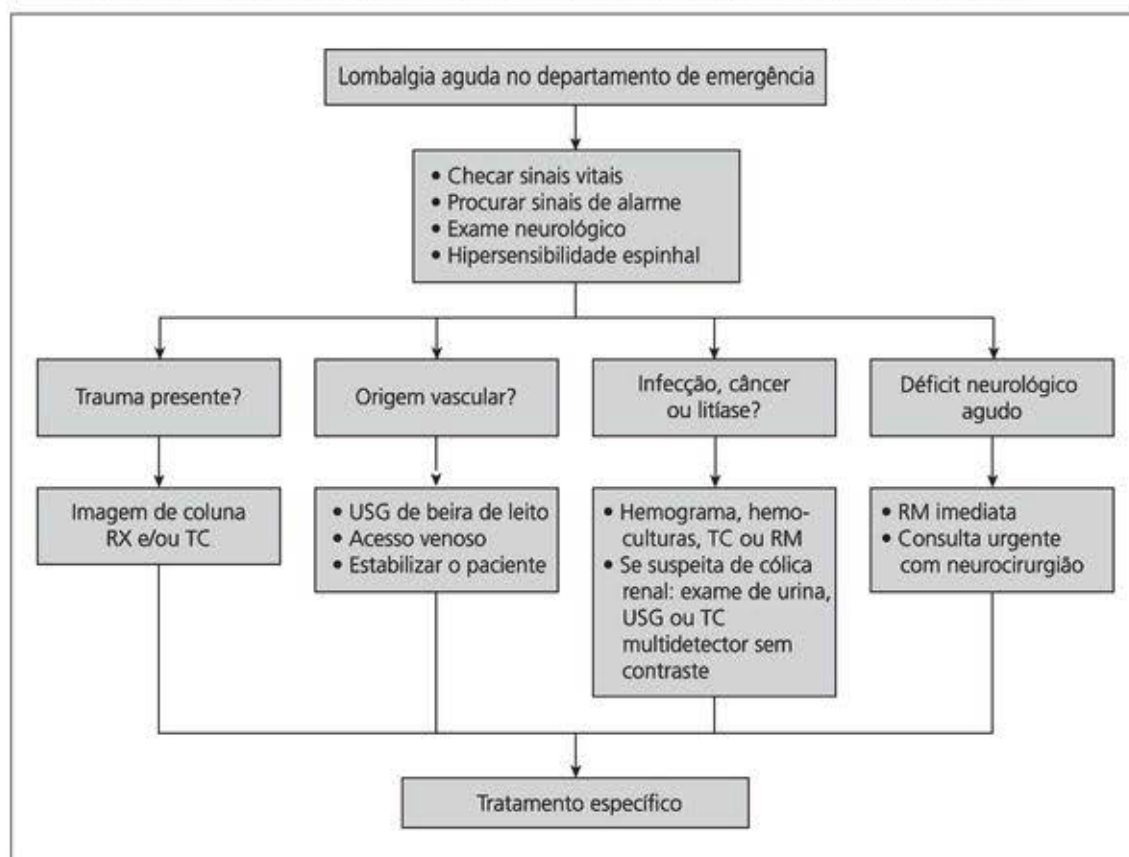 Lombalgia aguda no departamento de emergência
• Checar sinais vitais
• Procurar sinais de alarme
• Exame neurológico
• Hipersensibilidade espinhal
Trauma presente?
Origem vascular?
Infecção, câncer
ou litíase?
Déficit neurológico
agudo
Imagem de coluna
RX e/ou TC
• USG de beira de leito
• Acesso venoso
• Estabilizar o paciente
• Hemograma, hemo-
culturas, TC ou RM
• Se suspeita de cólica
renal: exame de urina,
USG ou TC
multidetector sem
contraste
• RM imediata
• Consulta urgente
com neurocirurgião
Tratamento específico